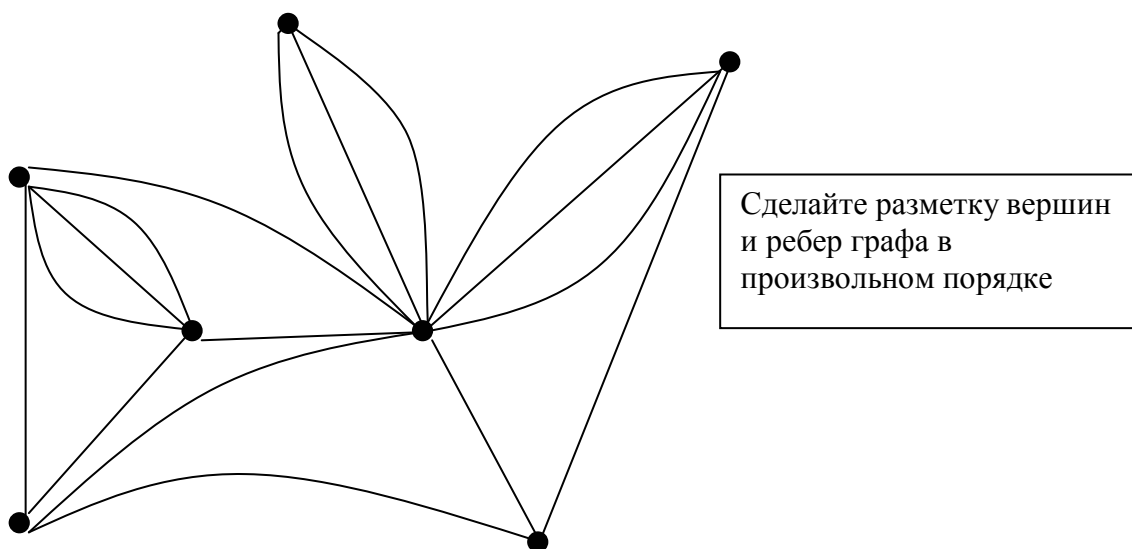 Сделайте разметку вершин
и ребер графа в
произвольном порядке